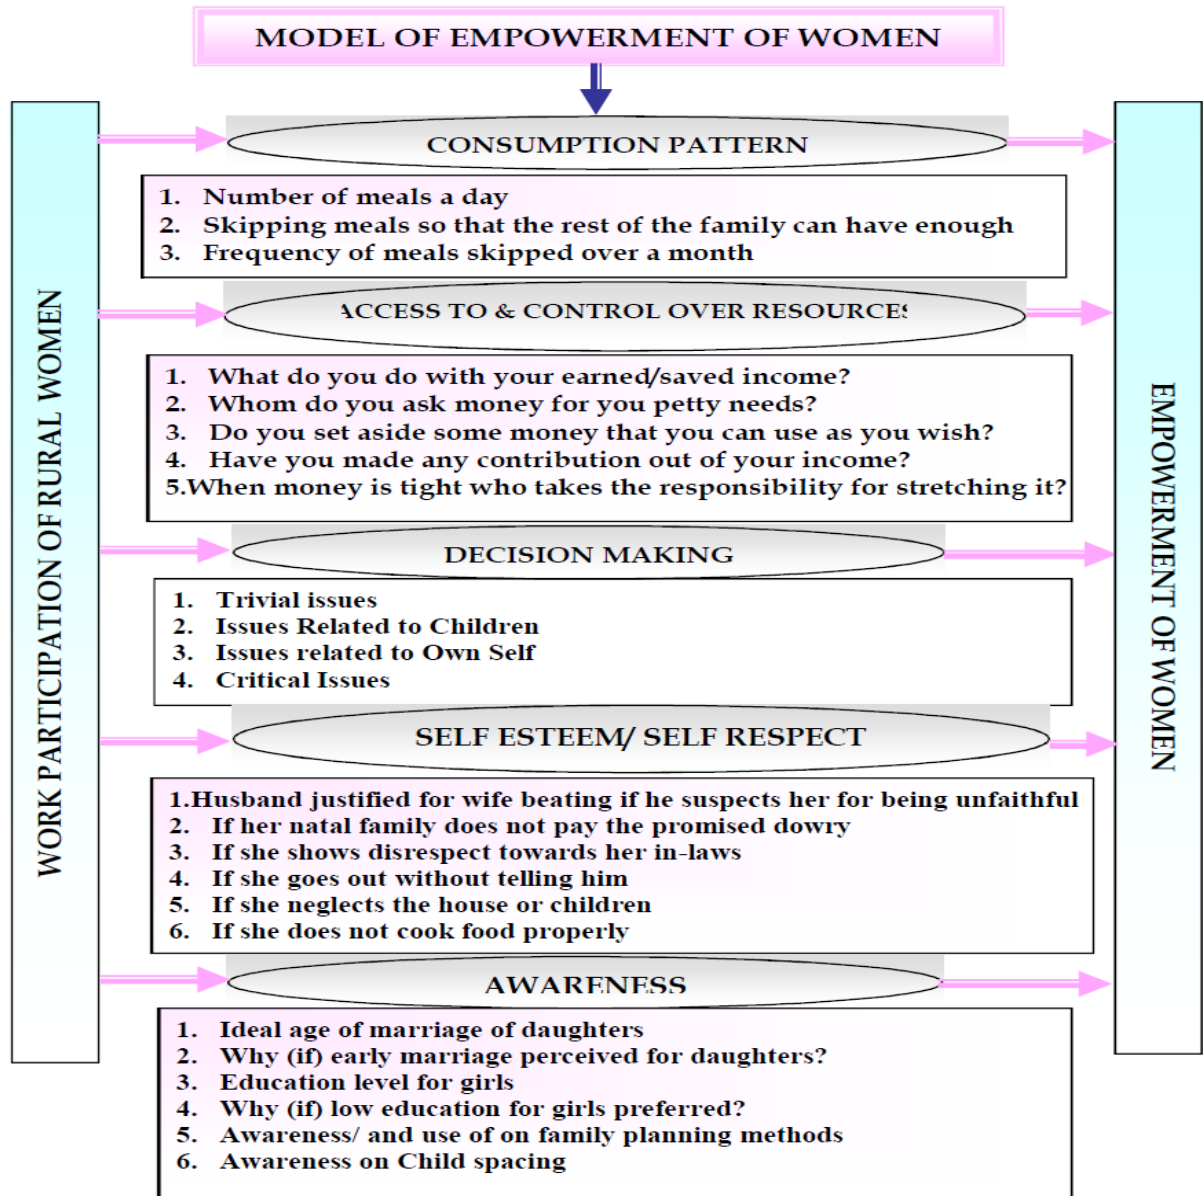 MODEL OF EMPOWERMENT OF WOMEN
WORK PARTICIPATION OF RURAL WOMEN
CONSUMPTION PATTERN
1. Number of meals a day
2. Skipping meals so that the rest of the family can have enough
3. Frequency of meals skipped over a month
ACCESS TO & CONTROL OVER RESOURCES
1. What do you do with your earned/saved income?
2. Whom do you ask money for you petty needs?
3. Do you set aside some money that you can use as you wish?
4. Have you made any contribution out of your income?
5.When money is tight who takes the responsibility for stretching it?
DECISION MAKING
1. Trivial issues
2. Issues Related to Children
3. Issues related to Own Self
4. Critical Issues
SELF ESTEEM/ SELF RESPECT
1.Husband justified for wife beating if he suspects her for being unfaithful
2. If her natal family does not pay the promised dowry
3. If she shows disrespect towards her in-laws
4. If she goes out without telling him
5. If she neglects the house or children
6. If she does not cook food properly
AWARENESS
1. Ideal age of marriage of daughters
2. Why (if) early marriage perceived for daughters?
3. Education level for girls
4. Why (if) low education for girls preferred?
5. Awareness/ and use of on family planning methods
6. Awareness on Child spacing
EMPOWERMENT OF WOMEN